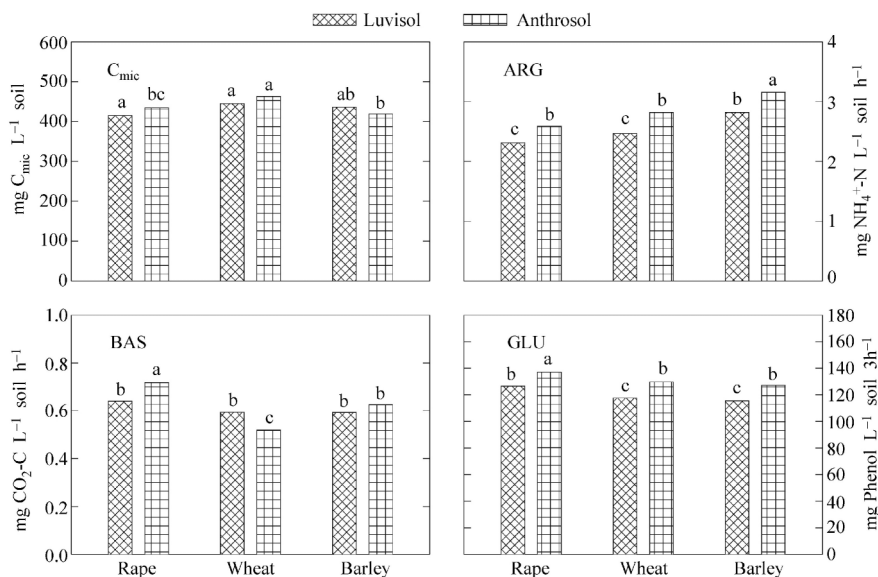 Luvisol Anthrosol
C_mic
600
500
400
300
200
400
0
mg C_mic L⁻¹ soil
a bc a a ab b
ARG
4
3
2
1
0
mg NH₄⁺-N L⁻¹ soil h⁻¹
c b c b b a
BAS
1.0
0.8
0.6
0.4
0.2
0.0
mg CO₂-C L⁻¹ soil h⁻¹
b a b c b b
Rape Wheat Barley
GLU
180
160
140
120
100
80
60
40
20
0
mg Phenol L⁻¹ soil 3h⁻¹
b a c b c b
Rape Wheat Barley